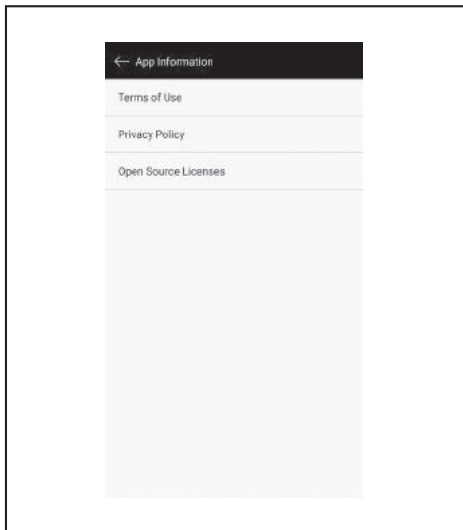 ← App Information
Terms of Use
Privacy Policy
Open Source Licenses